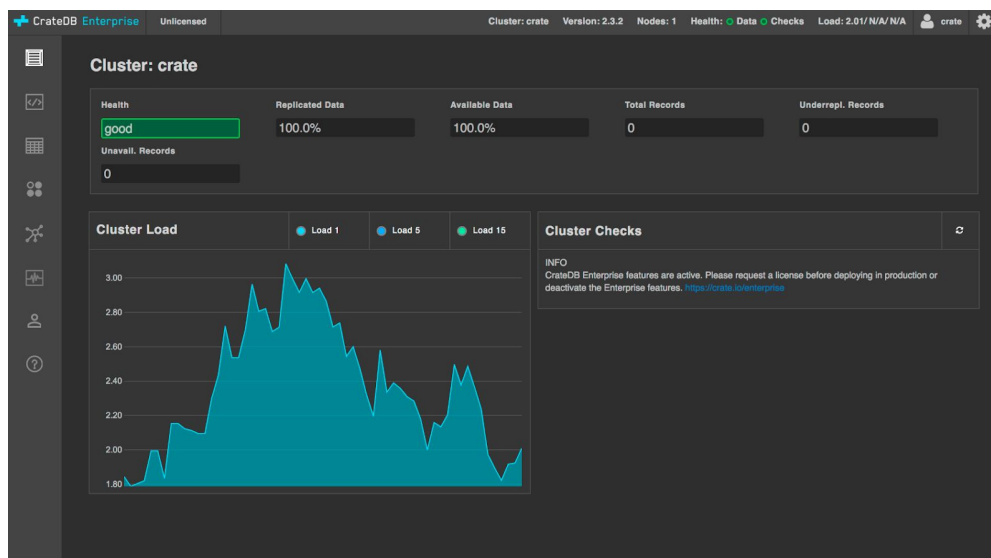 CrateDB Enterprise Unlicensed Cluster: crate Version: 2.3.2 Nodes: 1 Health: Data Checks Load: 2.01/ N/A/ N/A crate
Cluster: crate
Health Replicated Data Available Data Total Records Underrepl. Records
good 100.0% 100.0% 0 0
Unavail. Records
0
Cluster Load Load 1 Load 5 Load 15
3.00
2.80
2.60
2.40
2.20
2.00
1.80
Cluster Checks
INFO
CrateDB Enterprise features are active. Please request a license before deploying in production or
deactivate the Enterprise features. https://crate.io/enterprise